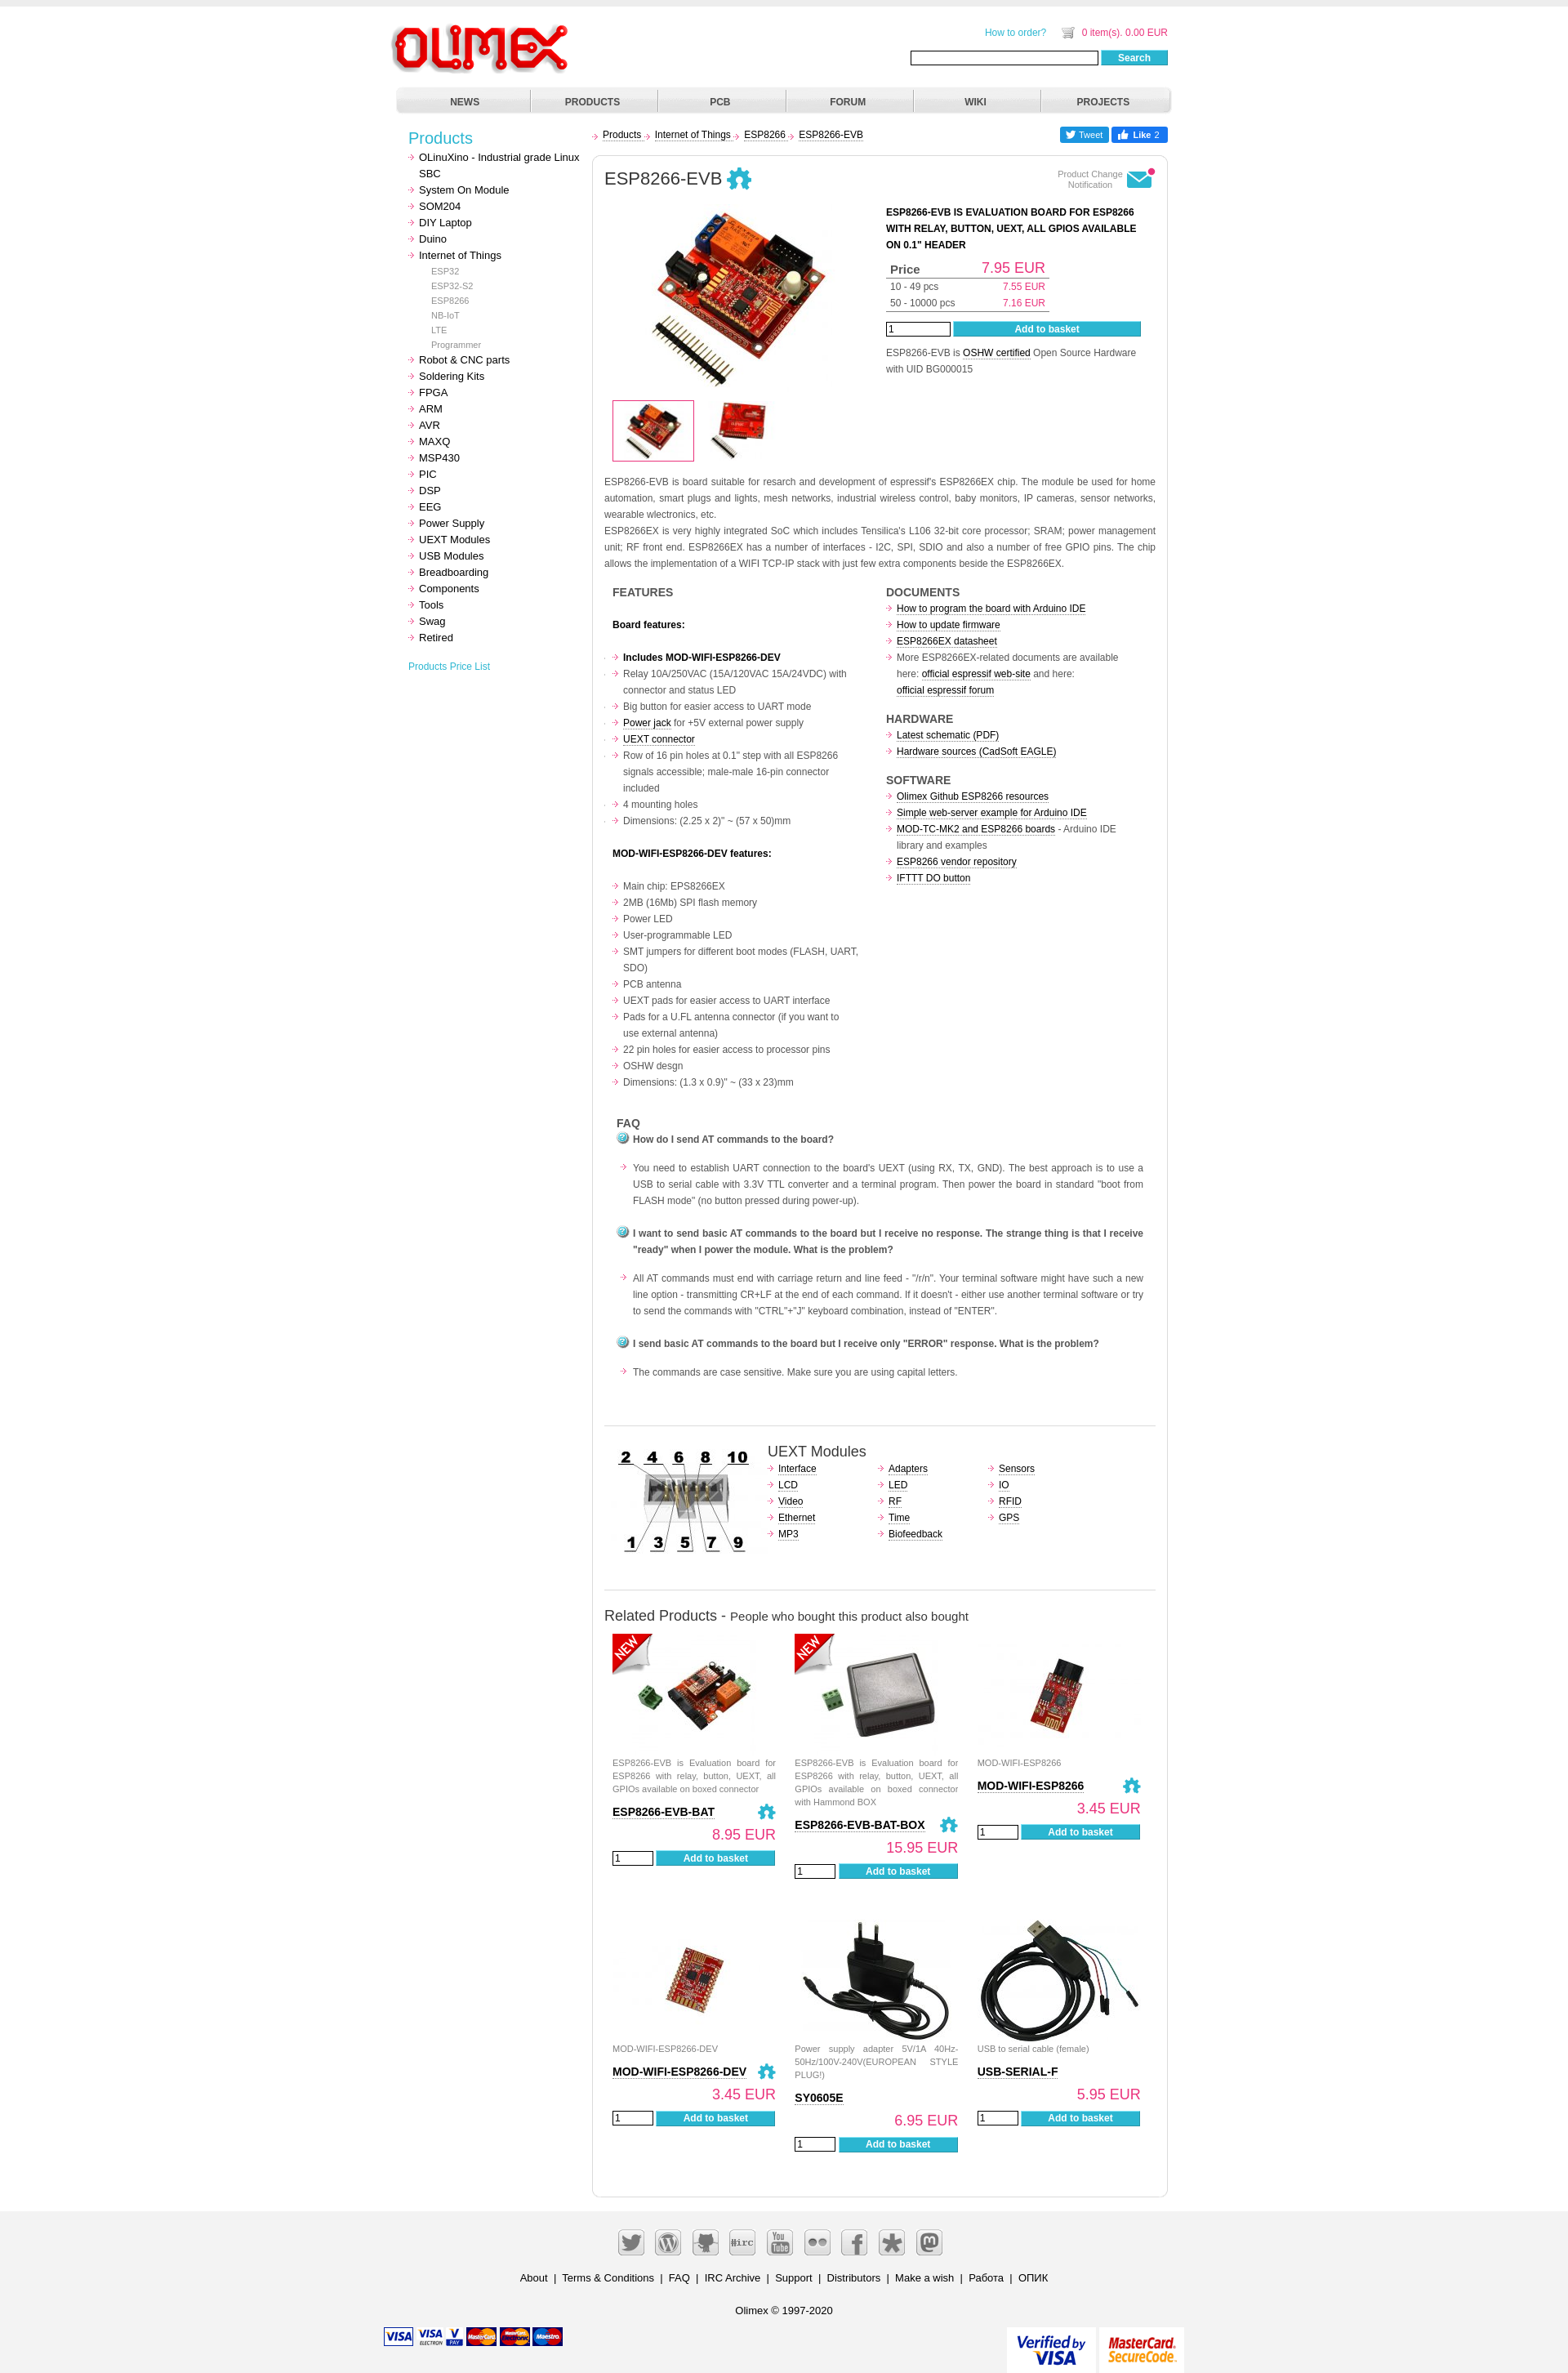 OLIMEX
How to order?
0 item(s). 0.00 EUR
Search
NEWS
PRODUCTS
PCB
FORUM
WIKI
PROJECTS
Products
OLinuXino - Industrial grade Linux
SBC
System On Module
SOM204
DIY Laptop
Duino
Internet of Things
ESP32
ESP32-S2
ESP8266
NB-IoT
LTE
Programmer
Robot & CNC parts
Soldering Kits
FPGA
ARM
AVR
MAXQ
MSP430
PIC
DSP
EEG
Power Supply
UEXT Modules
USB Modules
Breadboarding
Components
Tools
Swag
Retired
Products Price List
Products Internet of Things ESP8266 ESP8266-EVB
Tweet
Like 2
ESP8266-EVB
Product Change
Notification
ESP8266-EVB IS EVALUATION BOARD FOR ESP8266
WITH RELAY, BUTTON, UEXT, ALL GPIOS AVAILABLE
ON 0.1" HEADER
Price 7.95 EUR
10 - 49 pcs 7.55 EUR
50 - 10000 pcs 7.16 EUR
1
Add to basket
ESP8266-EVB is OSHW certified Open Source Hardware
with UID BG000015
ESP8266-EVB is board suitable for resarch and development of espressif's ESP8266EX chip. The module be used for home
automation, smart plugs and lights, mesh networks, industrial wireless control, baby monitors, IP cameras, sensor networks,
wearable wlectronics, etc.
ESP8266EX is very highly integrated SoC which includes Tensilica's L106 32-bit core processor; SRAM; power management
unit; RF front end. ESP8266EX has a number of interfaces - I2C, SPI, SDIO and also a number of free GPIO pins. The chip
allows the implementation of a WIFI TCP-IP stack with just few extra components beside the ESP8266EX.
FEATURES
Board features:
Includes MOD-WIFI-ESP8266-DEV
Relay 10A/250VAC (15A/120VAC 15A/24VDC) with
connector and status LED
Big button for easier access to UART mode
Power jack for +5V external power supply
UEXT connector
Row of 16 pin holes at 0.1" step with all ESP8266
signals accessible; male-male 16-pin connector
included
4 mounting holes
Dimensions: (2.25 x 2)" ~ (57 x 50)mm
MOD-WIFI-ESP8266-DEV features:
Main chip: EPS8266EX
2MB (16Mb) SPI flash memory
Power LED
User-programmable LED
SMT jumpers for different boot modes (FLASH, UART,
SDO)
PCB antenna
UEXT pads for easier access to UART interface
Pads for a U.FL antenna connector (if you want to
use external antenna)
22 pin holes for easier access to processor pins
OSHW desgn
Dimensions: (1.3 x 0.9)" ~ (33 x 23)mm
DOCUMENTS
How to program the board with Arduino IDE
How to update firmware
ESP8266EX datasheet
More ESP8266EX-related documents are available
here: official espressif web-site and here:
official espressif forum
HARDWARE
Latest schematic (PDF)
Hardware sources (CadSoft EAGLE)
SOFTWARE
Olimex Github ESP8266 resources
Simple web-server example for Arduino IDE
MOD-TC-MK2 and ESP8266 boards - Arduino IDE
library and examples
ESP8266 vendor repository
IFTTT DO button
FAQ
How do I send AT commands to the board?
You need to establish UART connection to the board's UEXT (using RX, TX, GND). The best approach is to use a
USB to serial cable with 3.3V TTL converter and a terminal program. Then power the board in standard "boot from
FLASH mode" (no button pressed during power-up).
I want to send basic AT commands to the board but I receive no response. The strange thing is that I receive
"ready" when I power the module. What is the problem?
All AT commands must end with carriage return and line feed - "/r/n". Your terminal software might have such a new
line option - transmitting CR+LF at the end of each command. If it doesn't - either use another terminal software or try
to send the commands with "CTRL"+"J" keyboard combination, instead of "ENTER".
I send basic AT commands to the board but I receive only "ERROR" response. What is the problem?
The commands are case sensitive. Make sure you are using capital letters.
2 4 6 8 10
1 3 5 7 9
UEXT Modules
Interface Adapters Sensors
LCD LED IO
Video RF RFID
Ethernet Time GPS
MP3 Biofeedback
Related Products - People who bought this product also bought
NEW
ESP8266-EVB is Evaluation board for
ESP8266 with relay, button, UEXT, all
GPIOs available on boxed connector
ESP8266-EVB-BAT
8.95 EUR
1
Add to basket
NEW
ESP8266-EVB is Evaluation board for
ESP8266 with relay, button, UEXT, all
GPIOs available on boxed connector
with Hammond BOX
ESP8266-EVB-BAT-BOX
15.95 EUR
1
Add to basket
MOD-WIFI-ESP8266
MOD-WIFI-ESP8266
3.45 EUR
1
Add to basket
MOD-WIFI-ESP8266-DEV
MOD-WIFI-ESP8266-DEV
3.45 EUR
1
Add to basket
Power supply adapter 5V/1A 40Hz-
50Hz/100V-240V(EUROPEAN STYLE
PLUG!)
SY0605E
6.95 EUR
1
Add to basket
USB to serial cable (female)
USB-SERIAL-F
5.95 EUR
1
Add to basket
#irc
You Tube
About | Terms & Conditions | FAQ | IRC Archive | Support | Distributors | Make a wish | Работа | ОПИК
Olimex © 1997-2020
VISA
VISA ELECTRON
V PAY
MasterCard
Maestro
Verified by
VISA
MasterCard.
SecureCode.